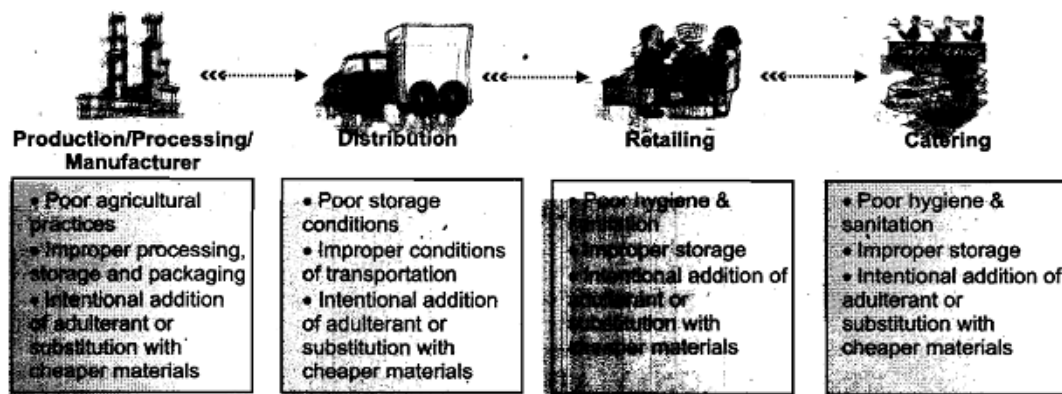 Production/Processing/
Manufacturer
Distribution
Retailing
Catering
• Poor agricultural
practices
• Improper processing,
storage and packaging
• Intentional addition
of adulterant or
substitution with
cheaper materials
• Poor storage
conditions
• Improper conditions
of transportation
• Intentional addition
of adulterant or
substitution with
cheaper materials
• Poor hygiene &
sanitation
• Improper storage
• Intentional addition of
adulterant or
substitution with
cheaper materials
• Poor hygiene &
sanitation
• Improper storage
• Intentional addition of
adulterant or
substitution with
cheaper materials